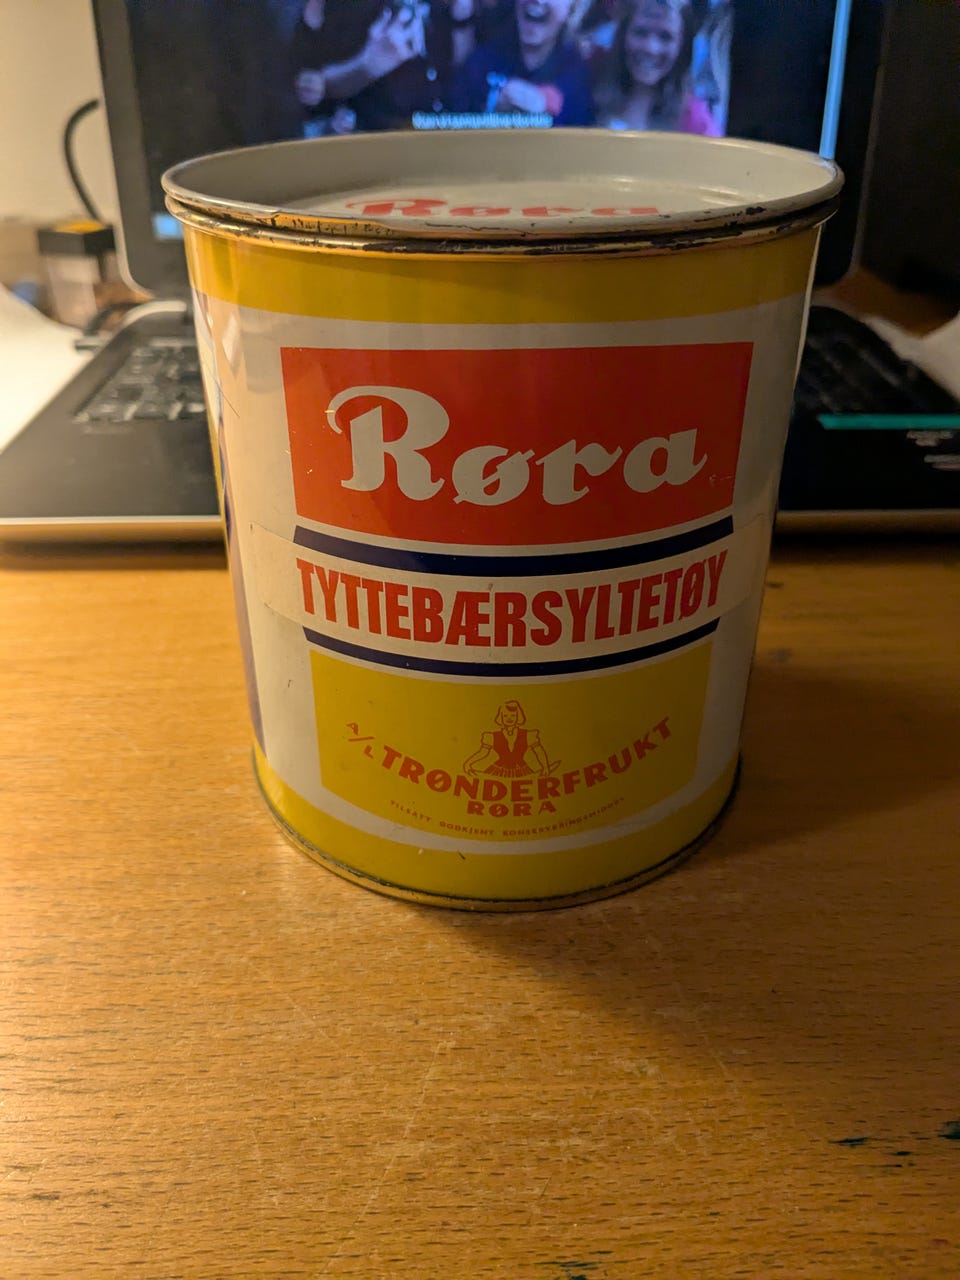 Røra
Røra
TYTTEBÆRSYLTETØY
A/L TRØNDERFRUKT
RØRA
TILSATT GODKJENT KONSERVERINGSMIDDEL